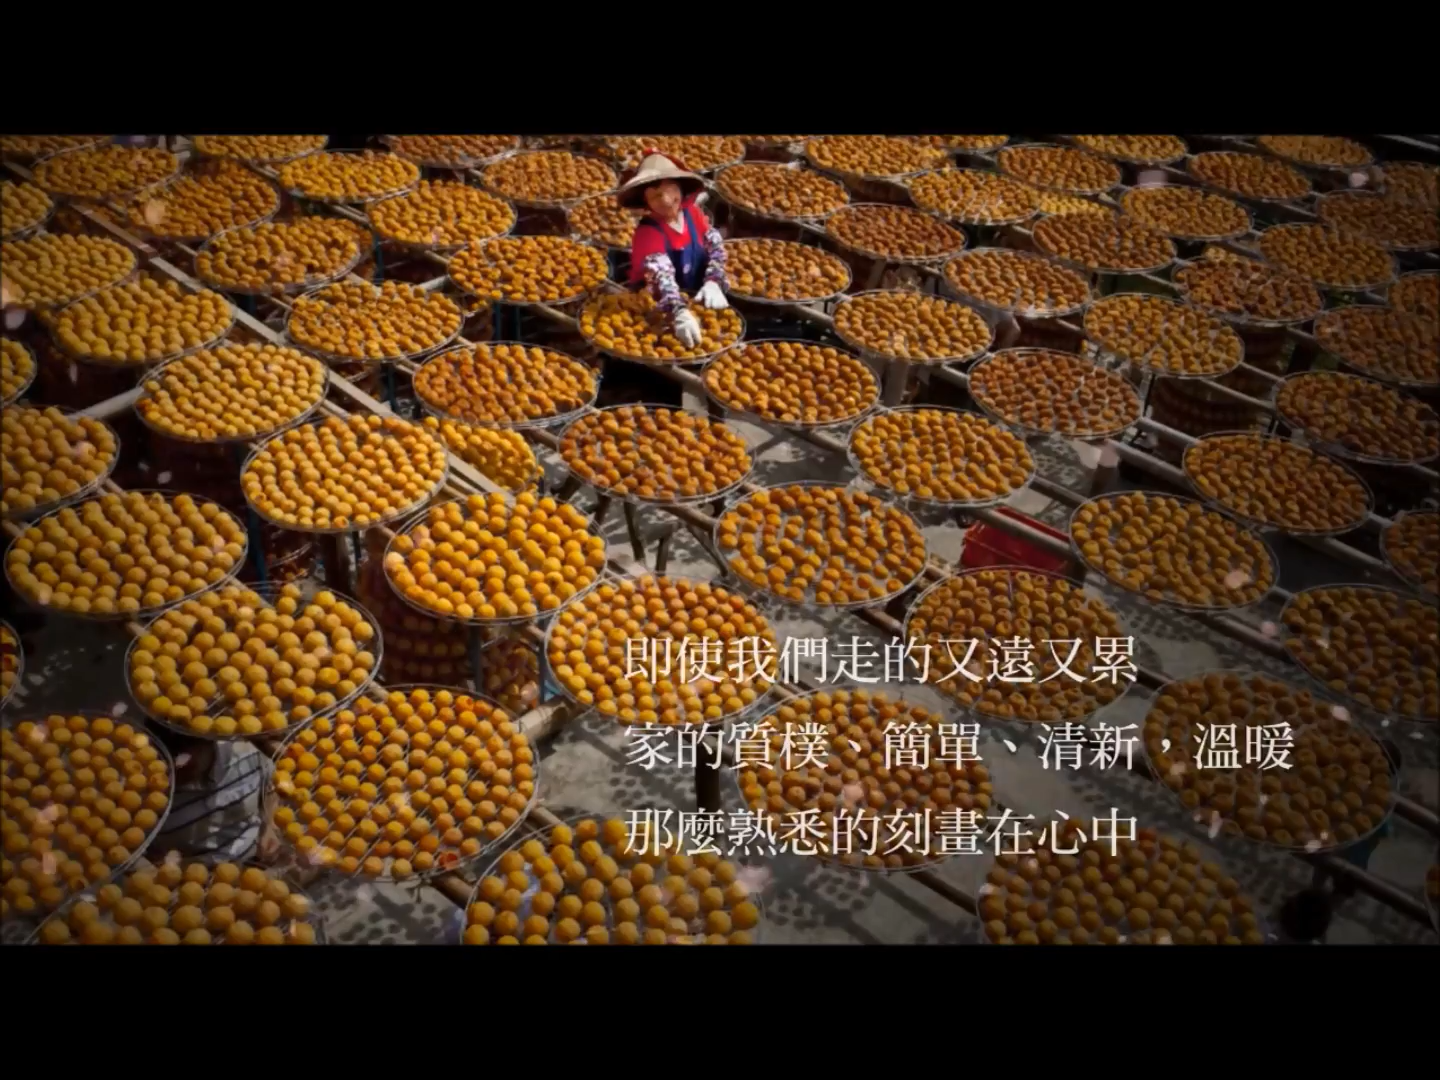 即使我們走的又遠又累
家的質樸、簡單、清新，溫暖
那麼熟悉的刻畫在心中